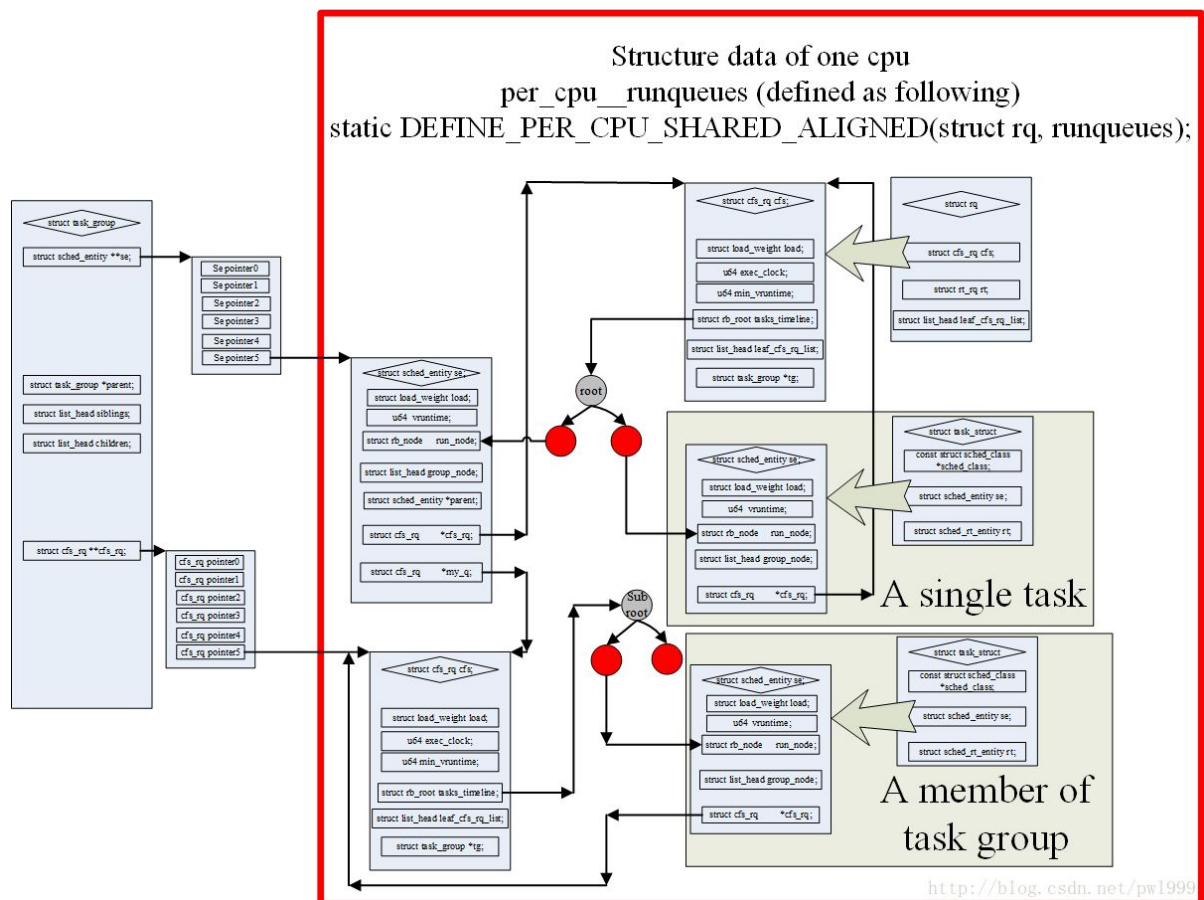 Structure data of one cpu
per_cpu__runqueues (defined as following)
static DEFINE_PER_CPU_SHARED_ALIGNED(struct rq, runqueues);
struct task_group
struct sched_entity **se;
struct task_group *parent;
struct list_head siblings;
struct list_head children;
struct cfs_rq **cfs_rq;
Se pointer0
Se pointer1
Se pointer2
Se pointer3
Se pointer4
Se pointer5
cfs_rq pointer0
cfs_rq pointer1
cfs_rq pointer2
cfs_rq pointer3
cfs_rq pointer4
cfs_rq pointer5
struct sched_entity se;
struct load_weight load;
u64 vruntime;
struct rb_node run_node;
struct list_head group_node;
struct sched_entity *parent;
struct cfs_rq *cfs_rq;
struct cfs_rq *my_q;
struct cfs_rq cfs;
struct load_weight load;
u64 exec_clock;
u64 min_vruntime;
struct rb_root tasks_timeline;
struct list_head leaf_cfs_rq_list;
struct task_group *tg;
root
Sub
root
struct cfs_rq cfs;
struct load_weight load;
u64 exec_clock;
u64 min_vruntime;
struct rb_root tasks_timeline;
struct list_head leaf_cfs_rq_list;
struct task_group *tg;
struct rq
struct cfs_rq cfs;
struct rt_rq rt;
struct list_head leaf_cfs_rq_list;
struct sched_entity se;
struct load_weight load;
u64 vruntime;
struct rb_node run_node;
struct list_head group_node;
struct cfs_rq *cfs_rq;
struct task_struct
const struct sched_class
*sched_class;
struct sched_entity se;
struct sched_rt_entity rt;
A single task
struct sched_entity se;
struct load_weight load;
u64 vruntime;
struct rb_node run_node;
struct list_head group_node;
struct cfs_rq *cfs_rq;
struct task_struct
const struct sched_class
*sched_class;
struct sched_entity se;
struct sched_rt_entity rt;
A member of
task group
http://blog.csdn.net/pwl999